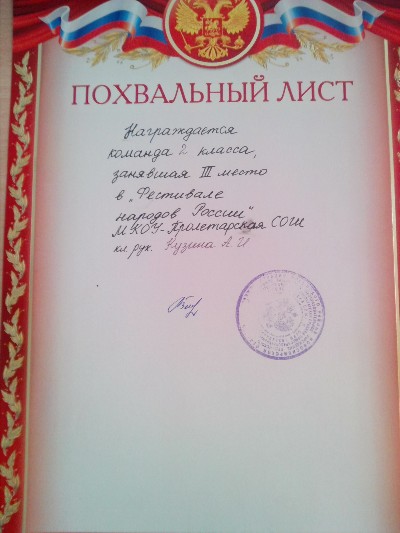 ПОХВАЛЬНЫЙ ЛИСТ
Награждается
команда 2 класса,
занявшая III место
в „Фестивале
народов России"
МКОУ-Пролетарская СОШ
кл. рук. Кузина А.И